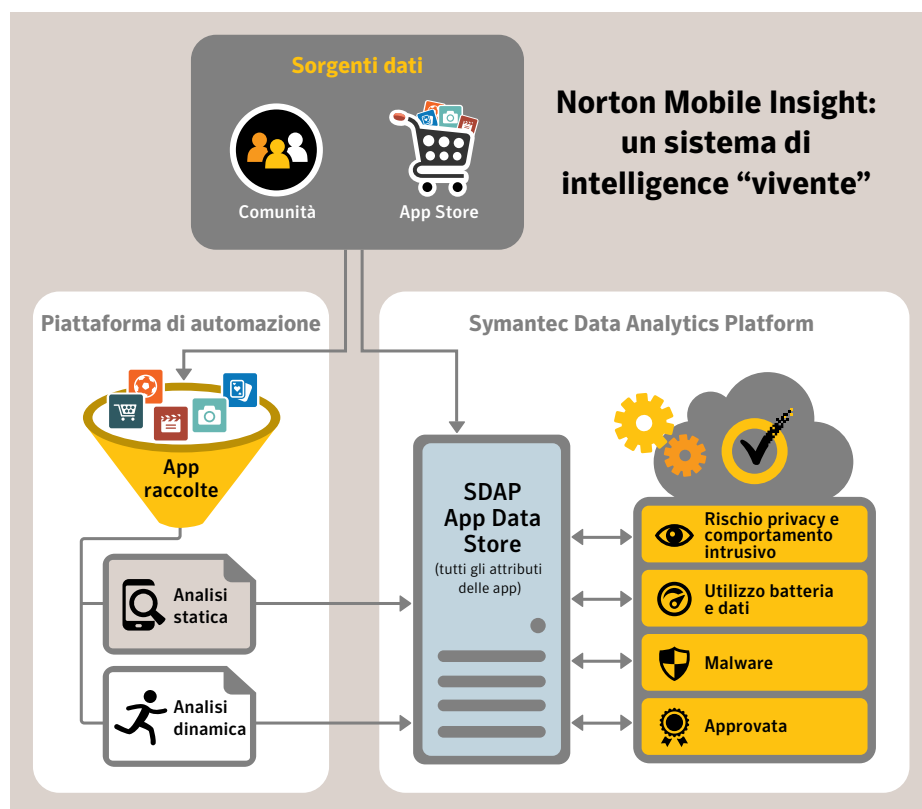 Sorgenti dati
Comunità
App Store
Norton Mobile Insight:
un sistema di
intelligence “vivente”
Piattaforma di automazione
App
raccolte
Analisi
statica
Analisi
dinamica
Symantec Data Analytics Platform
SDAP
App Data
Store
(tutti gli attributi
delle app)
Rischio privacy e
comportamento
intrusivo
Utilizzo batteria
e dati
Malware
Approvata